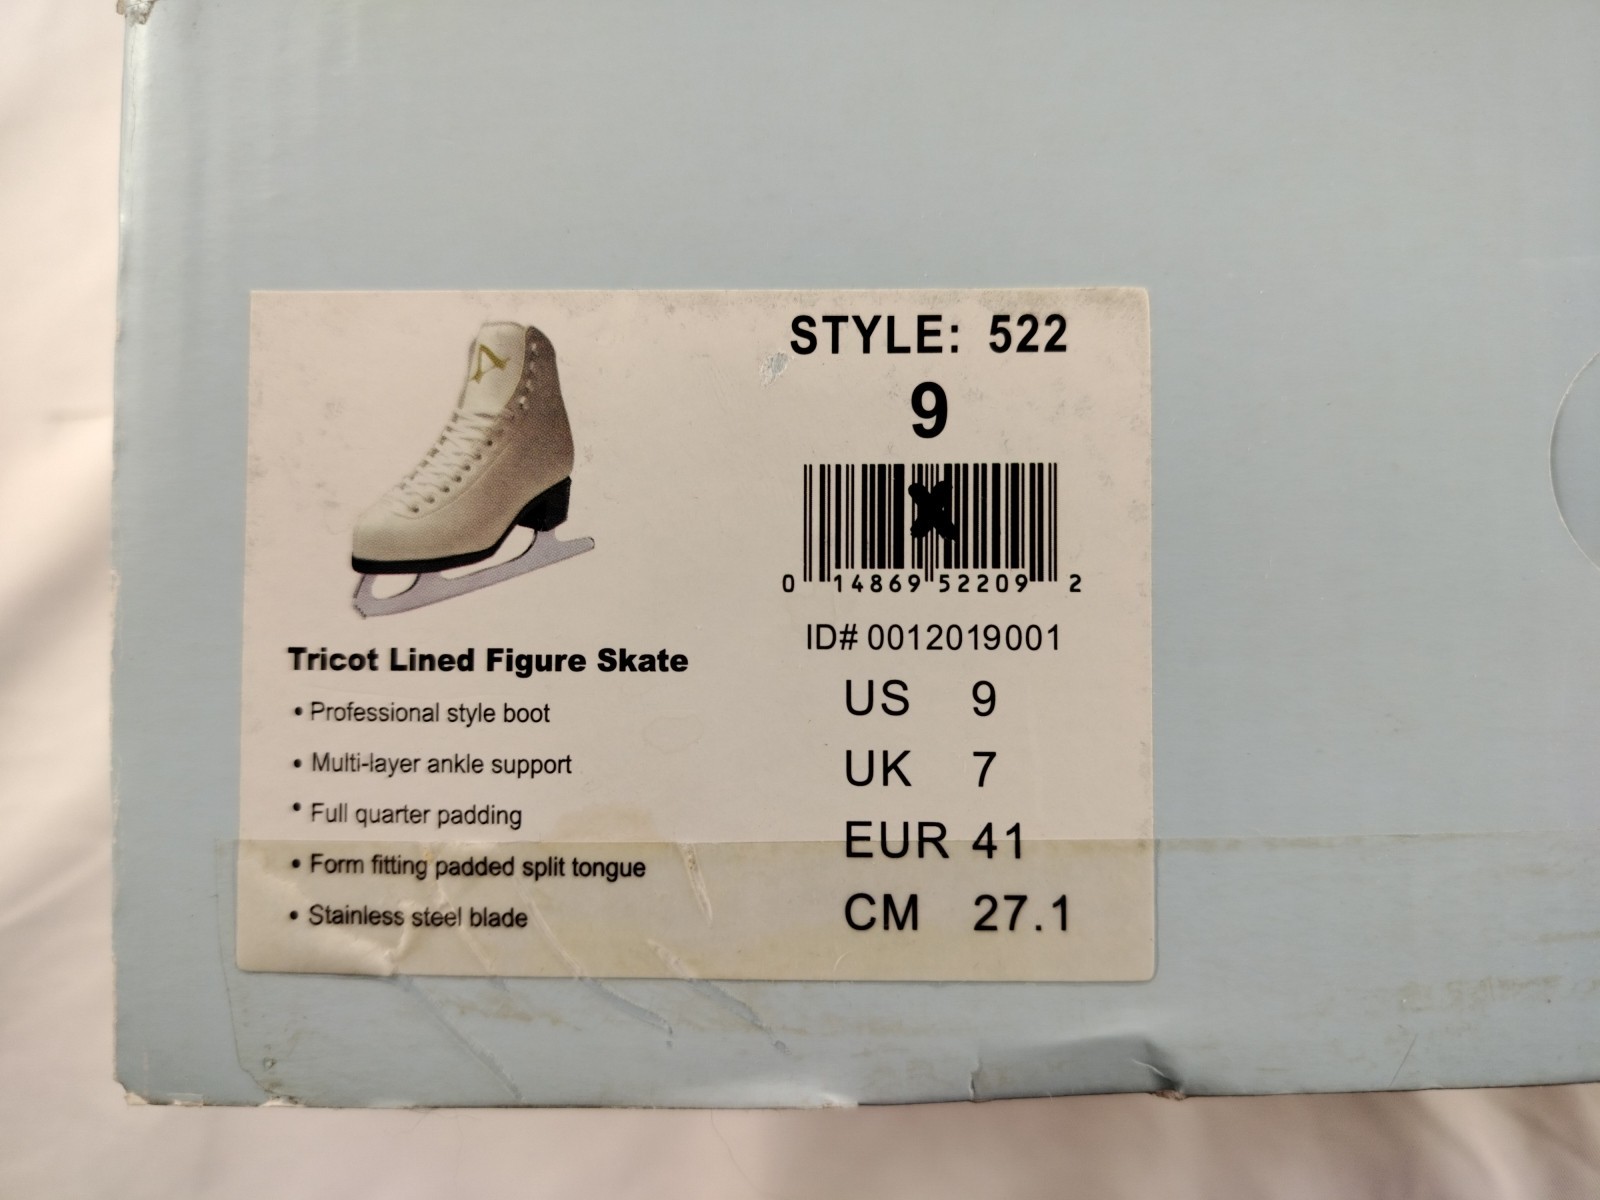 STYLE: 522
9
0 14869 52209 2
ID# 0012019001
US 9
UK 7
EUR 41
CM 27.1
Tricot Lined Figure Skate
• Professional style boot
• Multi-layer ankle support
• Full quarter padding
• Form fitting padded split tongue
• Stainless steel blade